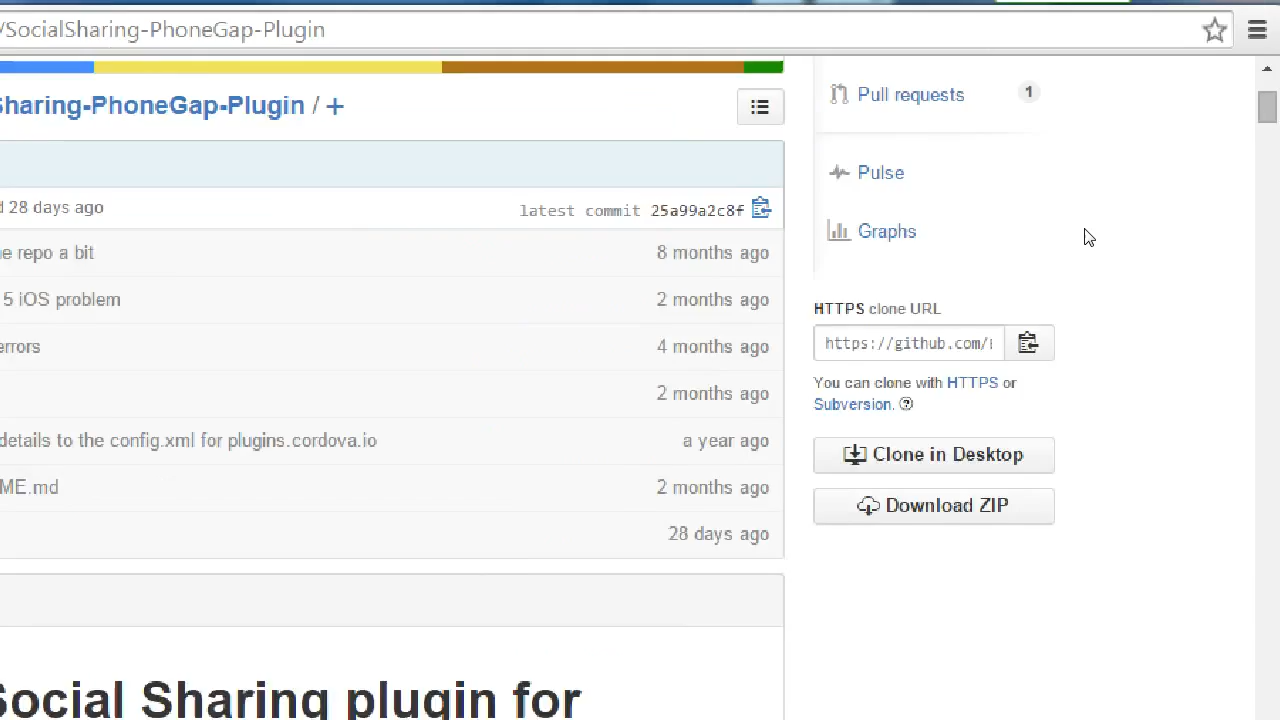 /SocialSharing-PhoneGap-Plugin
Sharing-PhoneGap-Plugin / +
28 days ago
latest commit 25a99a2c8f
e repo a bit
8 months ago
5 iOS problem
2 months ago
errors
4 months ago
2 months ago
details to the config.xml for plugins.cordova.io
a year ago
ME.md
2 months ago
28 days ago
Social Sharing plugin for
Pull requests 1
Pulse
Graphs
HTTPS clone URL
https://github.com/
You can clone with HTTPS or
Subversion. ?
Clone in Desktop
Download ZIP